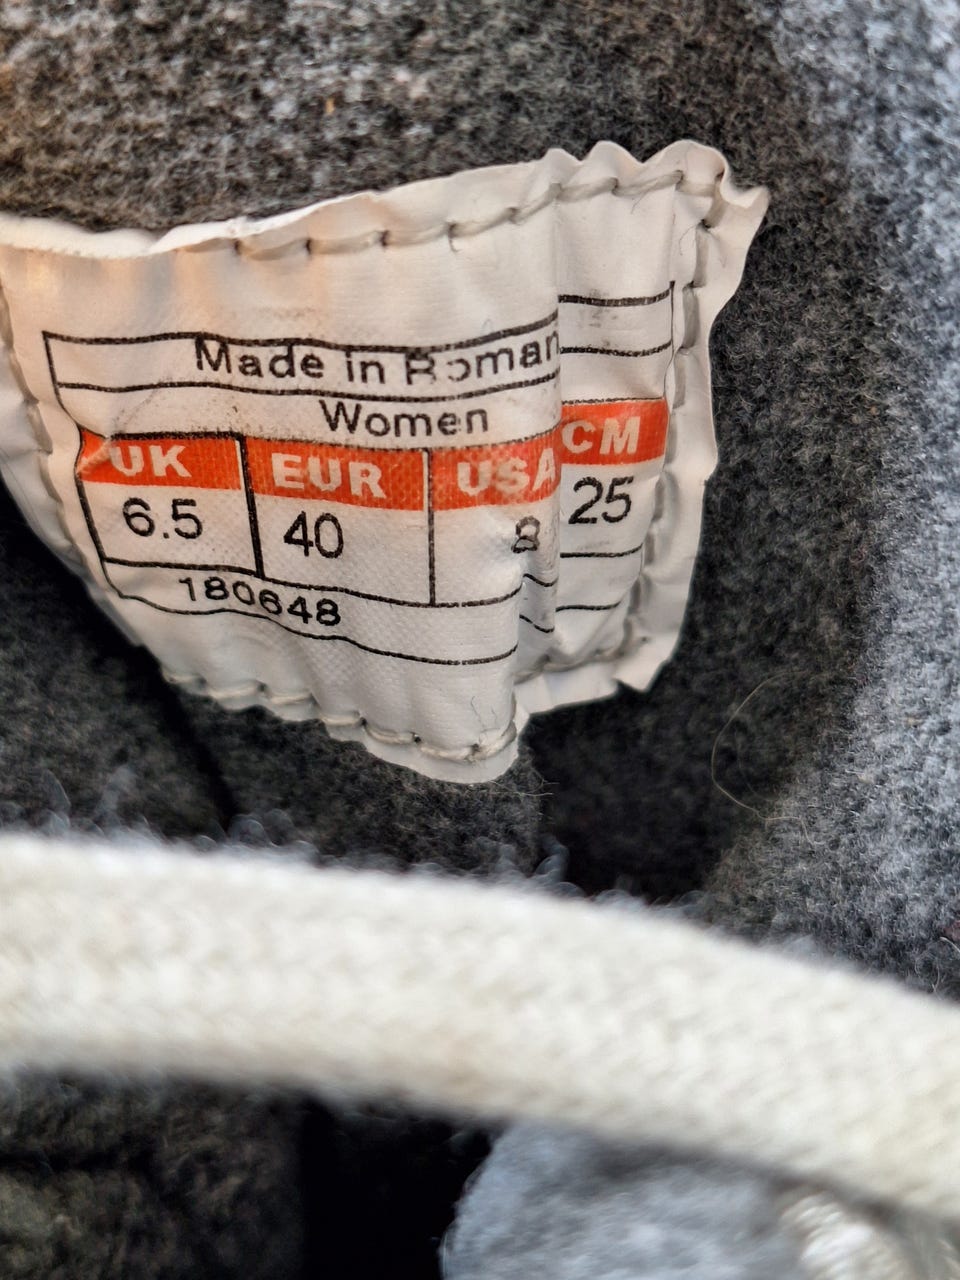 Made in Roman
Women
UK EUR USA CM
6.5 40 8 25
180648